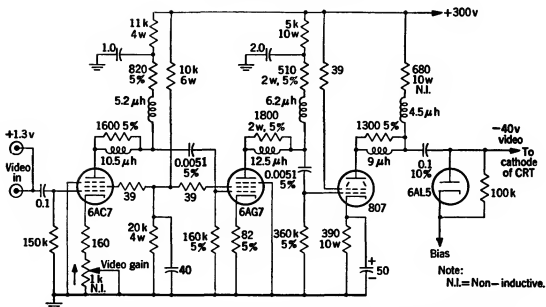 +300v
11k
4w
1.0
820
5%
10k
6w
5.2μh
5k
10w
2.0
510
2w, 5%
39
6.2μh
680
10w
N.I.
4.5μh
+1.3v
Video
in
0.1
1600 5%
10.5μh
0.0051
5%
1800
2w, 5%
12.5μh
0.0051
5%
1300 5%
9μh
0.1
10%
−40v
video
To
cathode
of CRT
6AC7
39
39
6AG7
807
6AL5
100k
150k
160
Video gain
1k
N.I.
20k
4w
40
160k
5%
82
5%
360k
5%
390
10w
+
−
50
Bias
Note:
N.I.=Non–inductive.